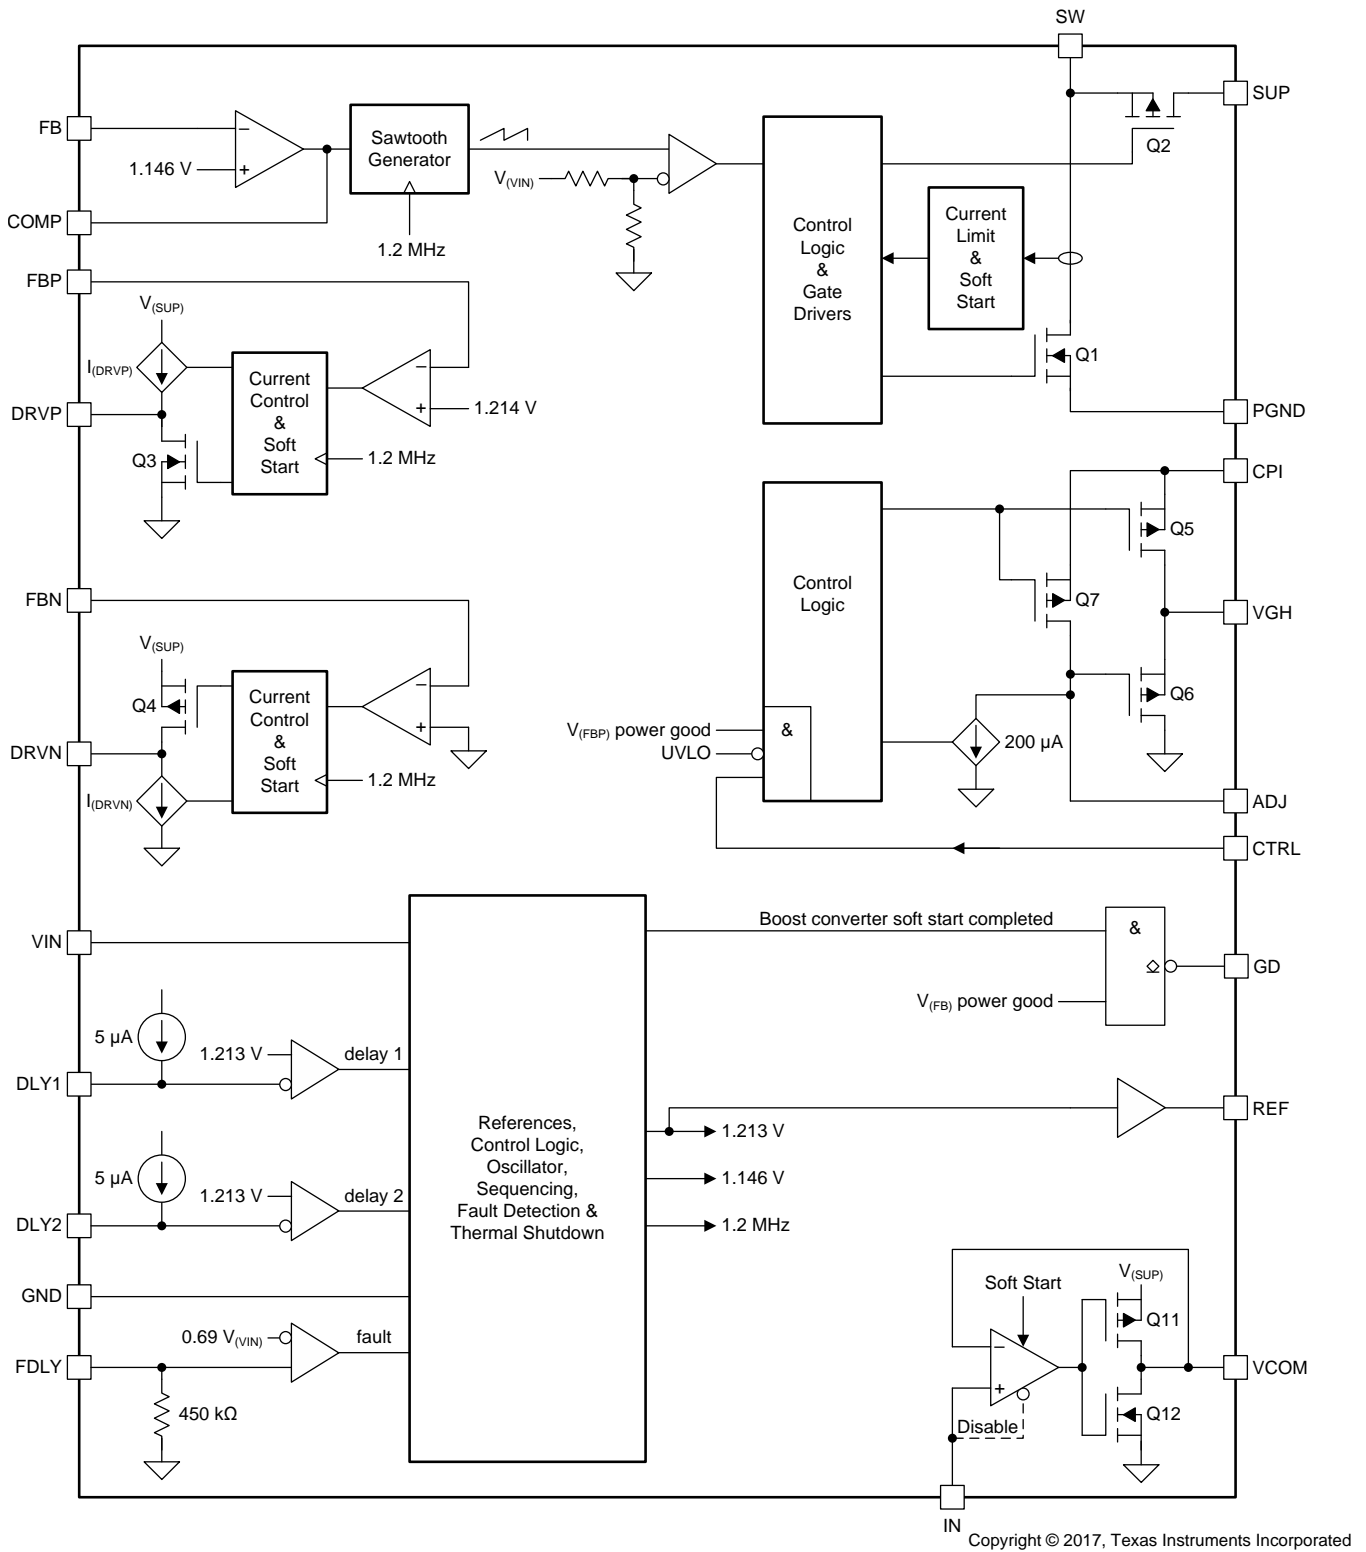 SW
SUP
FB
1.146 V
−
+
COMP
Sawtooth
Generator
1.2 MHz
V(VIN)
Control
Logic
&
Gate
Drivers
Current
Limit
&
Soft
Start
Q2
Q1
PGND
FBP
V(SUP)
I(DRVP)
DRVP
Q3
Current
Control
&
Soft
Start
−
+
1.214 V
1.2 MHz
CPI
Q5
Q7
VGH
Q6
Control
Logic
&
V(FBP) power good
UVLO
200 µA
ADJ
CTRL
FBN
V(SUP)
Q4
DRVN
I(DRVN)
Current
Control
&
Soft
Start
−
+
1.2 MHz
VIN
5 µA
1.213 V
delay 1
DLY1
5 µA
1.213 V
delay 2
DLY2
GND
0.69 V(VIN)
fault
FDLY
450 kΩ
References,
Control Logic,
Oscillator,
Sequencing,
Fault Detection &
Thermal Shutdown
Boost converter soft start completed
&
V(FB) power good
GD
REF
1.213 V
1.146 V
1.2 MHz
Soft Start
−
+
Disable
V(SUP)
Q11
Q12
VCOM
IN
Copyright © 2017, Texas Instruments Incorporated